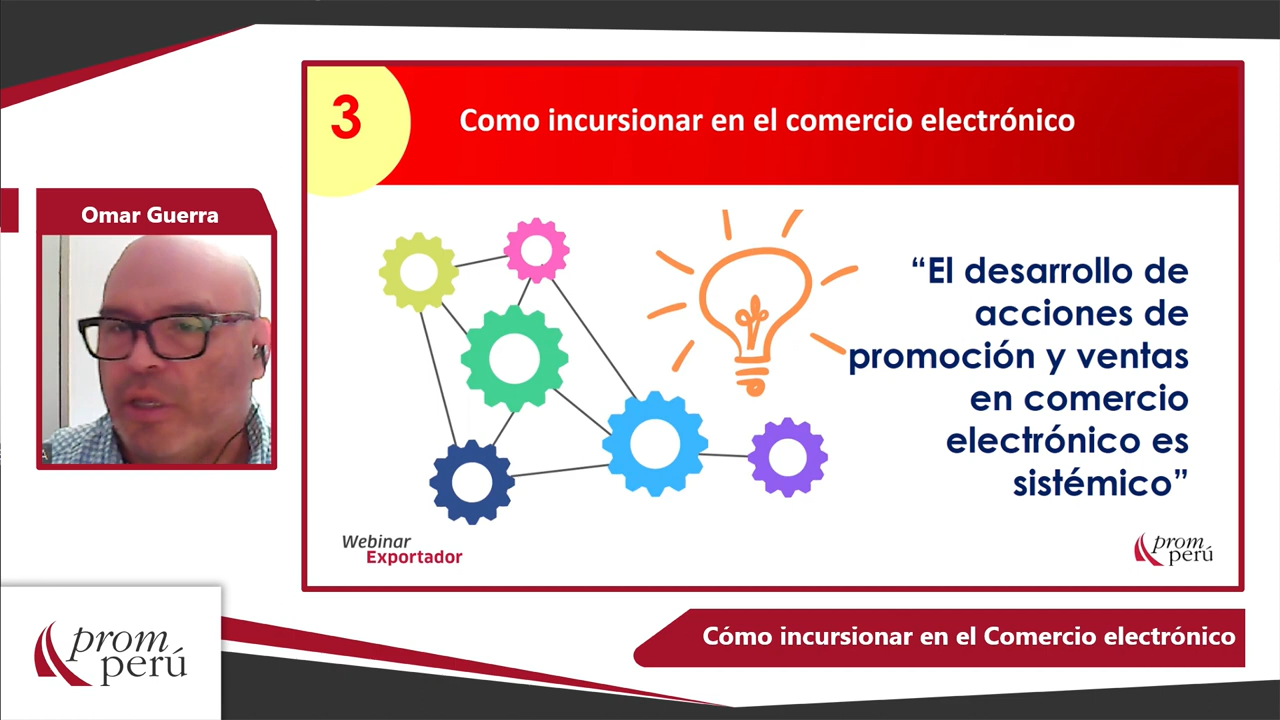 3
Como incursionar en el comercio electrónico
Omar Guerra
“El desarrollo de
acciones de
promoción y ventas
en comercio
electrónico es
sistémico”
Webinar
Exportador
prom
perú
Cómo incursionar en el Comercio electrónico
prom
perú